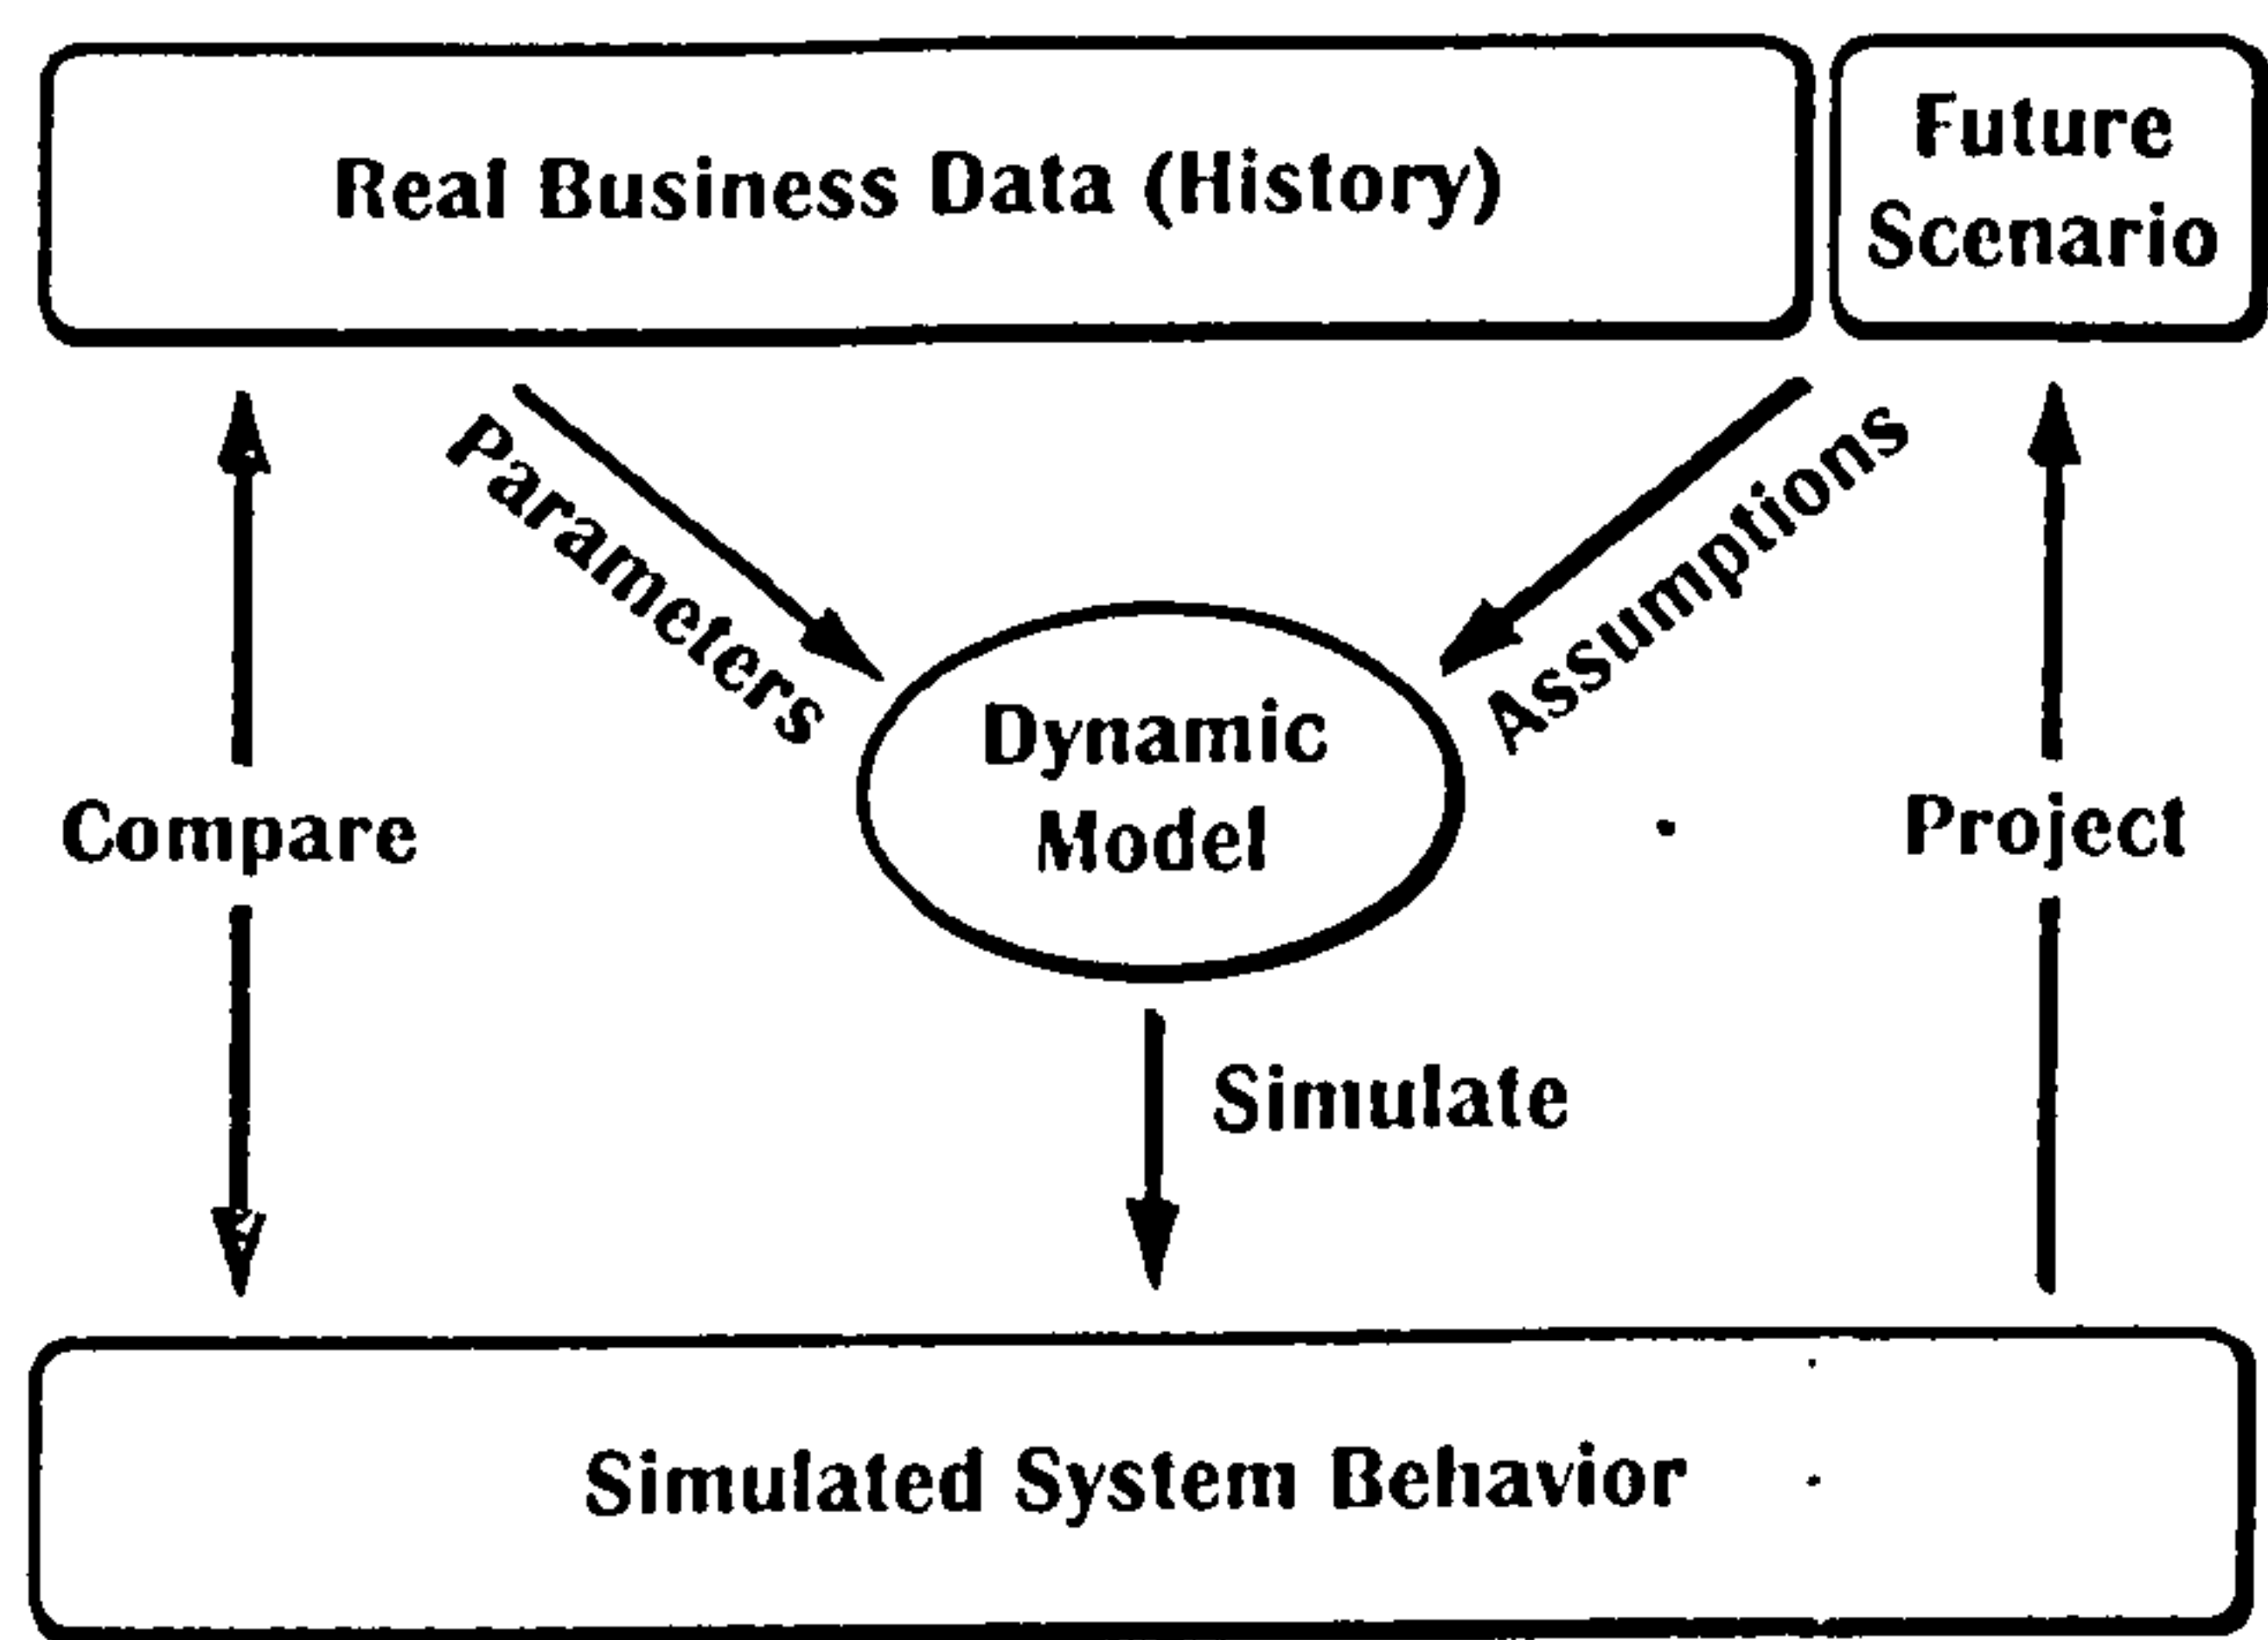 Real Business Data (History)
Future
Scenario
Parameters
Assumptions
Dynamic
Model
Compare
Project
Simulate
Simulated System Behavior